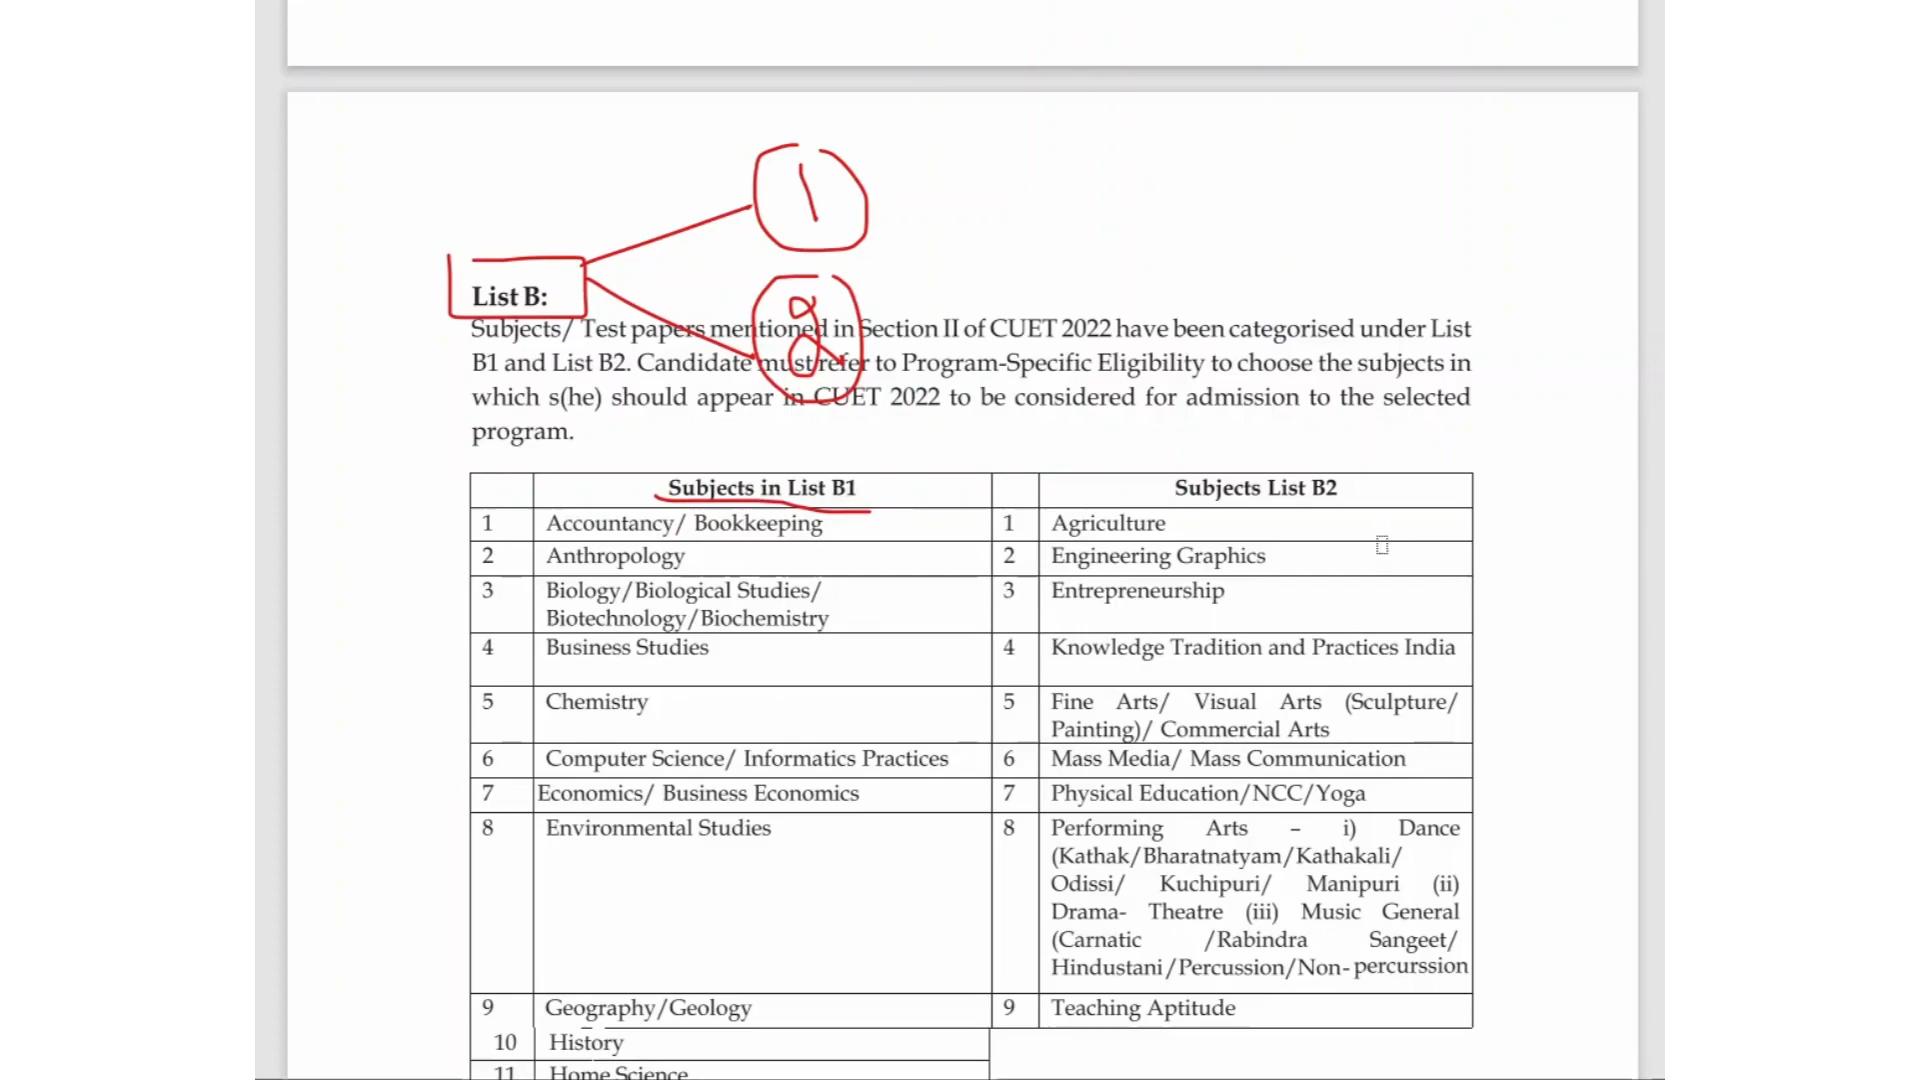 1
2
List B:
Subjects/ Test papers mentioned in Section II of CUET 2022 have been categorised under List
B1 and List B2. Candidate must refer to Program-Specific Eligibility to choose the subjects in
which s(he) should appear in CUET 2022 to be considered for admission to the selected
program.
Subjects in List B1 Subjects List B2
1 Accountancy/ Bookkeeping 1 Agriculture
2 Anthropology 2 Engineering Graphics
3 Biology/Biological Studies/ 3 Entrepreneurship
Biotechnology/Biochemistry
4 Business Studies 4 Knowledge Tradition and Practices India
5 Chemistry 5 Fine Arts/ Visual Arts (Sculpture/
Painting)/ Commercial Arts
6 Computer Science/ Informatics Practices 6 Mass Media/ Mass Communication
7 Economics/ Business Economics 7 Physical Education/NCC/Yoga
8 Environmental Studies 8 Performing Arts – i) Dance
(Kathak/Bharatnatyam/Kathakali/
Odissi/ Kuchipuri/ Manipuri (ii)
Drama- Theatre (iii) Music General
(Carnatic /Rabindra Sangeet/
Hindustani/Percussion/Non-percurssion
9 Geography/Geology 9 Teaching Aptitude
10 History
11 Home Science